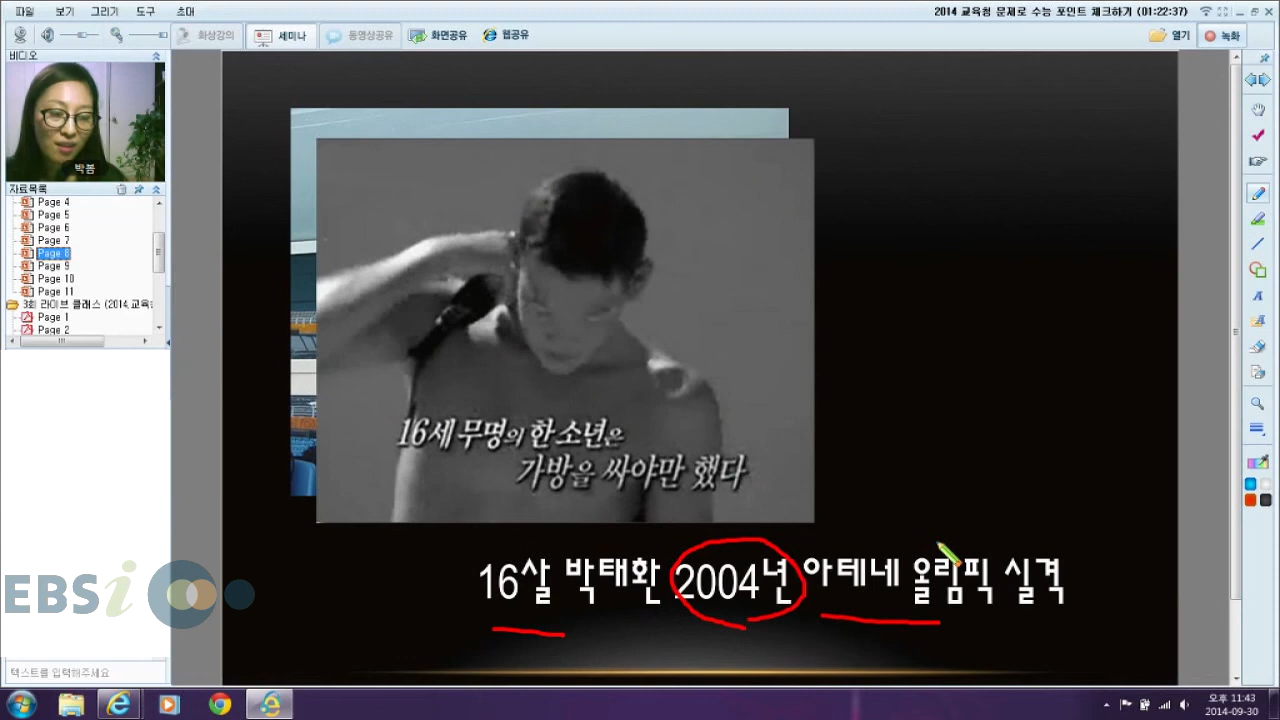 파일 보기 그리기 도구 초대
2014 교육청 문제로 수능 포인트 체크하기 (01:22:37)
화상강의 세미나 동영상공유 화면공유 웹공유
열기 녹화
비디오
박봄
자료목록
Page 4
Page 5
Page 6
Page 7
Page 8
Page 9
Page 10
Page 11
3회 라이브 클래스 (2014.교육청
Page 1
Page 2
16세 무명의 한 소년은
가방을 싸야만 했다
16살 박태환 2004년 아테네 올림픽 실격
EBSi
텍스트를 입력해주세요
오후 11:43
2014-09-30